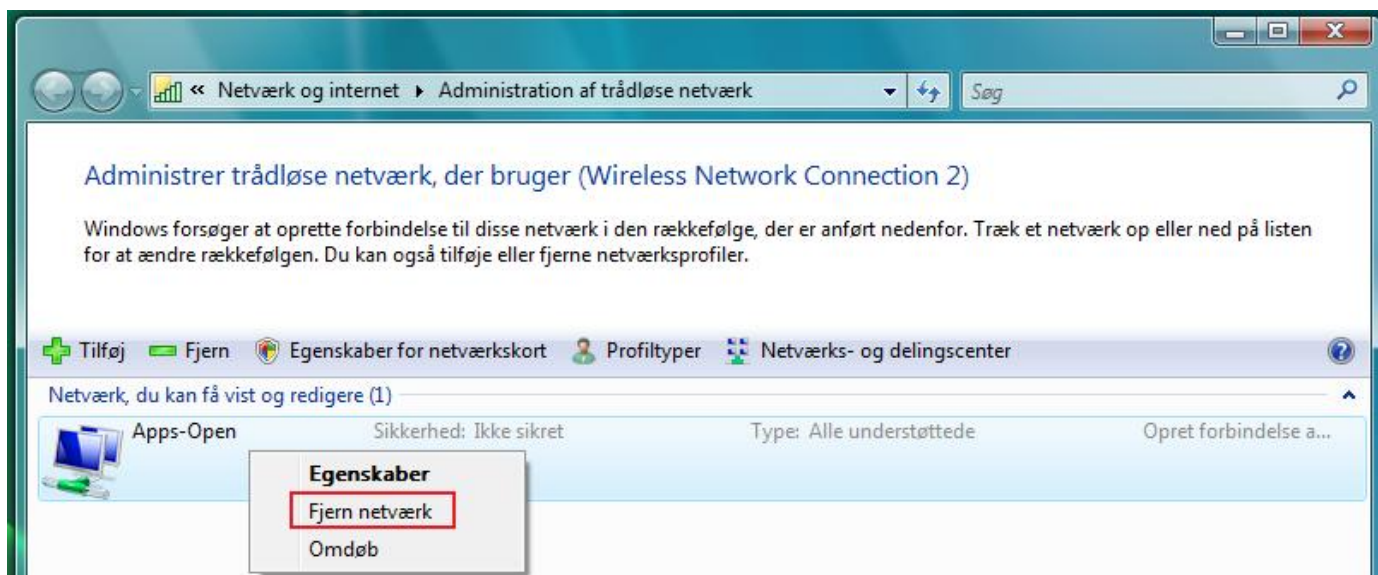 « Netværk og internet ▸ Administration af trådløse netværk
Søg
Administrer trådløse netværk, der bruger (Wireless Network Connection 2)
Windows forsøger at oprette forbindelse til disse netværk i den rækkefølge, der er anført nedenfor. Træk et netværk op eller ned på listen
for at ændre rækkefølgen. Du kan også tilføje eller fjerne netværksprofiler.
Tilføj Fjern Egenskaber for netværkskort Profiltyper Netværks- og delingscenter
Netværk, du kan få vist og redigere (1)
Apps-Open Sikkerhed: Ikke sikret Type: Alle understøttede Opret forbindelse a...
Egenskaber
Fjern netværk
Omdøb